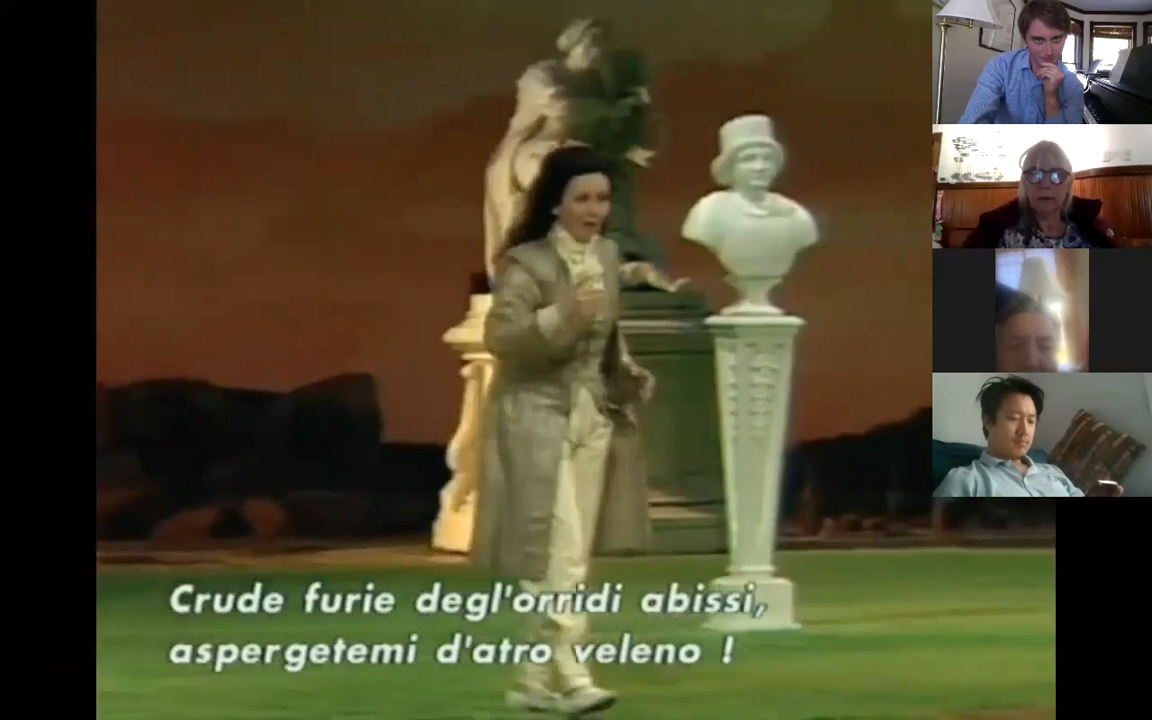 Crude furie degl'orridi abissi,
aspergetemi d'atro veleno !